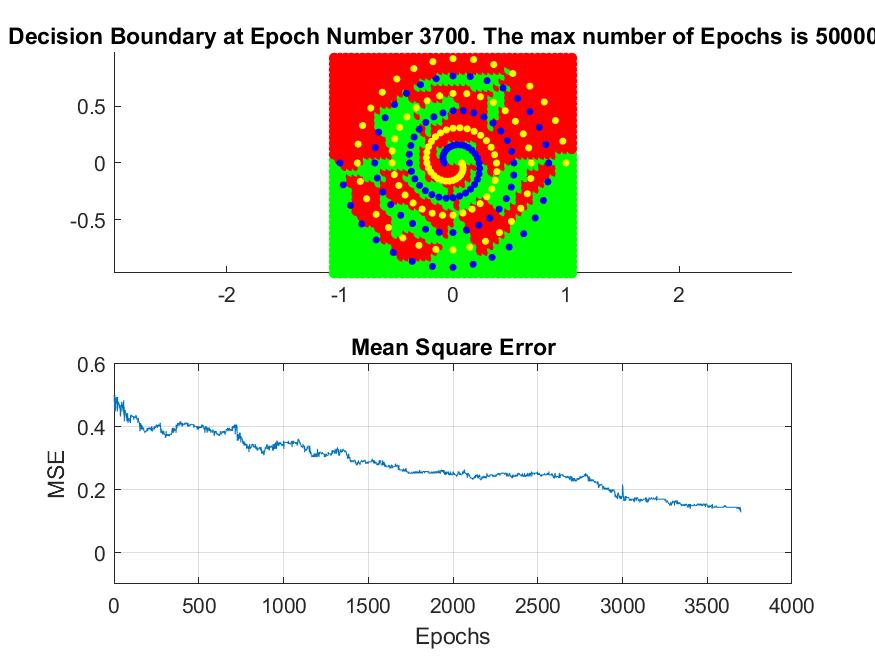 Decision Boundary at Epoch Number 3700. The max number of Epochs is 50000
0.5
0
-0.5
-2 -1 0 1 2
Mean Square Error
0.6
0.4
0.2
0
MSE
0 500 1000 1500 2000 2500 3000 3500 4000
Epochs